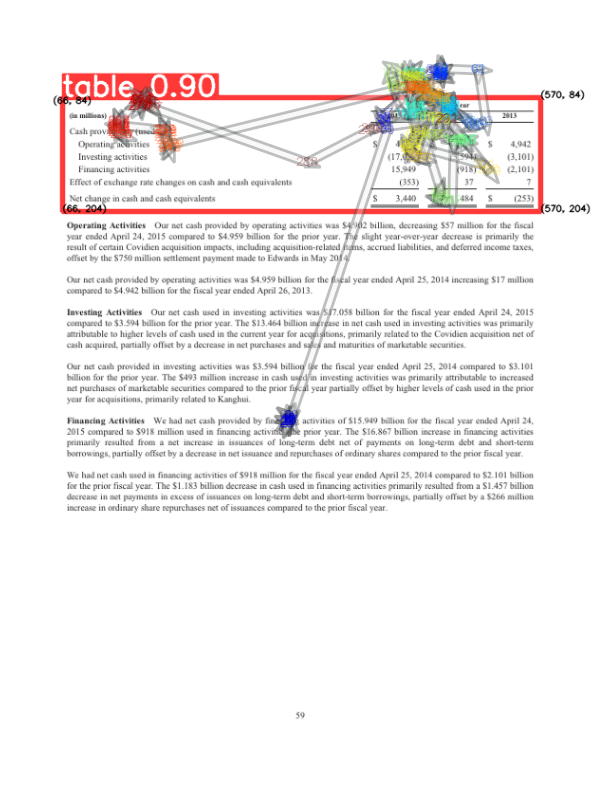 table 0.90
(66, 84) (570, 84)
(in millions) 2013
Cash
Operating activities $ 4,942
Investing activities (3,101)
Financing activities 15,949 (918) (2,101)
Effect of exchange rate changes on cash and cash equivalents (353) 37 7
Net change in cash and cash equivalents $ 3,440 484 $ (253)
(66, 204) (570, 204)
Operating Activities Our net cash provided by operating activities was $4.902 billion, decreasing $57 million for the fiscal
year ended April 24, 2015 compared to $4.959 billion for the prior year. The slight year-over-year decrease is primarily the
result of certain Covidien acquisition impacts, including acquisition-related items, accrued liabilities, and deferred income taxes,
offset by the $750 million settlement payment made to Edwards in May 2014.
Our net cash provided by operating activities was $4.959 billion for the fiscal year ended April 25, 2014 increasing $17 million
compared to $4.942 billion for the fiscal year ended April 26, 2013.
Investing Activities Our net cash used in investing activities was $17.058 billion for the fiscal year ended April 24, 2015
compared to $3.594 billion for the prior year. The $13.464 billion increase in net cash used in investing activities was primarily
attributable to higher levels of cash used in the current year for acquisitions, primarily related to the Covidien acquisition net of
cash acquired, partially offset by a decrease in net purchases and sales and maturities of marketable securities.
Our net cash provided in investing activities was $3.594 billion for the fiscal year ended April 25, 2014 compared to $3.101
billion for the prior year. The $493 million increase in cash used in investing activities was primarily attributable to increased
net purchases of marketable securities compared to the prior fiscal year partially offset by higher levels of cash used in the prior
year for acquisitions, primarily related to Kanghui.
Financing Activities We had net cash provided by financing activities of $15.949 billion for the fiscal year ended April 24,
2015 compared to $918 million used in financing activities the prior year. The $16.867 billion increase in financing activities
primarily resulted from a net increase in issuances of long-term debt net of payments on long-term debt and short-term
borrowings, partially offset by a decrease in net issuance and repurchases of ordinary shares compared to the prior fiscal year.
We had net cash used in financing activities of $918 million for the fiscal year ended April 25, 2014 compared to $2.101 billion
for the prior fiscal year. The $1.183 billion decrease in cash used in financing activities primarily resulted from a $1.457 billion
decrease in net payments in excess of issuances on long-term debt and short-term borrowings, partially offset by a $266 million
increase in ordinary share repurchases net of issuances compared to the prior fiscal year.
59